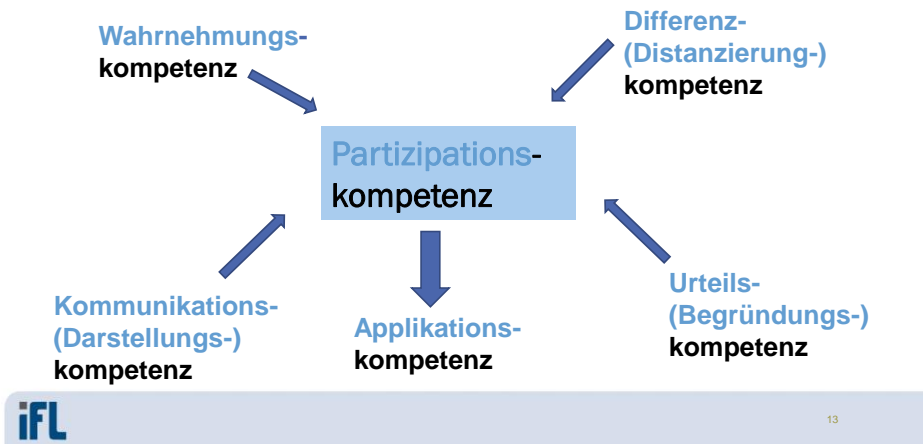 Wahrnehmungs-
kompetenz
Differenz-
(Distanzierung-)
kompetenz
Partizipations-
kompetenz
Kommunikations-
(Darstellungs-)
kompetenz
Applikations-
kompetenz
Urteils-
(Begründungs-)
kompetenz
iFL
13